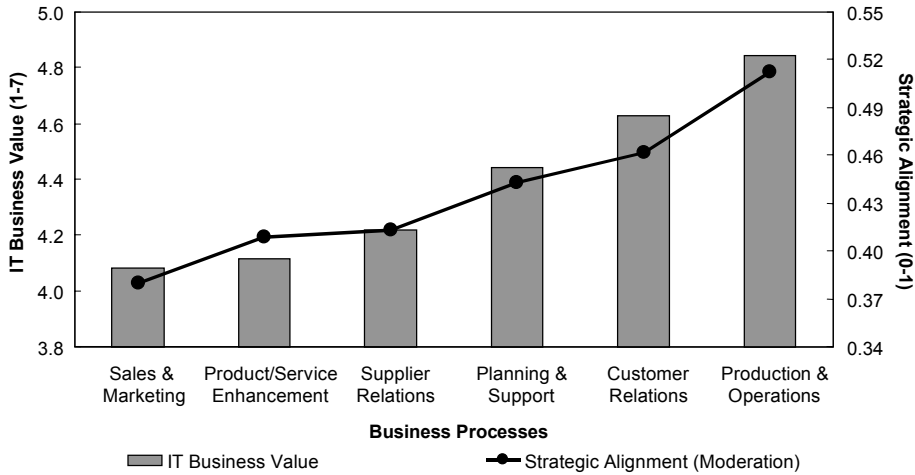 5.0
4.8
4.6
4.4
4.2
4.0
3.8
IT Business Value (1-7)
0.55
0.52
0.49
0.46
0.43
0.40
0.37
0.34
Strategic Alignment (0-1)
Sales &
Marketing
Product/Service
Enhancement
Supplier
Relations
Planning &
Support
Customer
Relations
Production &
Operations
Business Processes
IT Business Value
Strategic Alignment (Moderation)